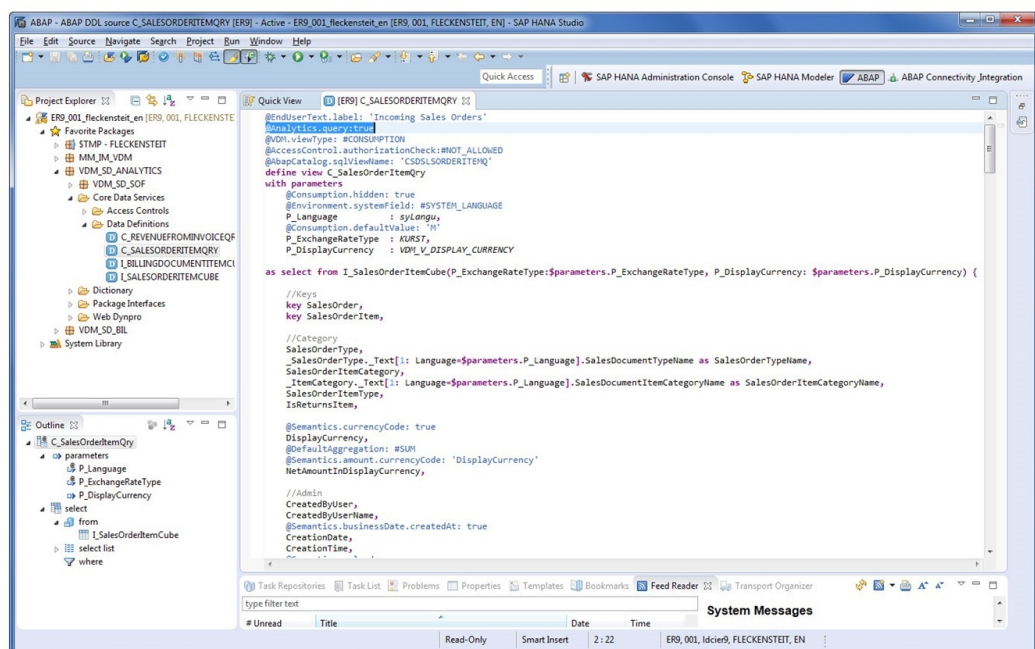 ABAP - ABAP DDL source C_SALESORDERITEMQRY [ER9] - Active - ER9_001_fleckensteit_en [ER9, 001, FLECKENSTEIT, EN] - SAP HANA Studio
File Edit Source Navigate Search Project Run Window Help
Quick Access SAP HANA Administration Console SAP HANA Modeler ABAP ABAP Connectivity_Integration
Project Explorer
ER9_001_fleckensteit_en [ER9, 001, FLECKENSTE
Favorite Packages
STMP - FLECKENSTEIT
MM_IM_VDM
VDM_SD_ANALYTICS
VDM_SD_SOF
Core Data Services
Access Controls
Data Definitions
C_REVENUEFROMINVOICEQR
C_SALESORDERITEMQRY
I_BILLINGDOCUMENTITEMCU
I_SALESORDERITEMCUBE
Dictionary
Package Interfaces
Web Dynpro
VDM_SD_BIL
System Library
Outline
C_SalesOrderItemQry
parameters
P_Language
P_ExchangeRateType
P_DisplayCurrency
select
from
I_SalesOrderItemCube
select list
where
Quick View [ER9] C_SALESORDERITEMQRY
@EndUserText.label: 'Incoming Sales Orders'
@Analytics.query:true
@VDM.viewType: #CONSUMPTION
@AccessControl.authorizationCheck:#NOT_ALLOWED
@AbapCatalog.sqlViewName: 'CSDSLSORDERITEMQ'
define view C_SalesOrderItemQry
with parameters
@Consumption.hidden: true
@Environment.systemField: #SYSTEM_LANGUAGE
P_Language : syLangu,
@Consumption.defaultValue: 'M'
P_ExchangeRateType : KURST,
P_DisplayCurrency : VDM_V_DISPLAY_CURRENCY
as select from I_SalesOrderItemCube(P_ExchangeRateType:$parameters.P_ExchangeRateType, P_DisplayCurrency: $parameters.P_DisplayCurrency) {
//Keys
key SalesOrder,
key SalesOrderItem,
//Category
SalesOrderType,
_SalesOrderType._Text[1: Language=$parameters.P_Language].SalesDocumentTypeName as SalesOrderTypeName,
SalesOrderItemCategory,
_ItemCategory._Text[1: Language=$parameters.P_Language].SalesDocumentItemCategoryName as SalesOrderItemCategoryName,
SalesOrderItemType,
IsReturnsItem,
@Semantics.currencyCode: true
DisplayCurrency,
@DefaultAggregation: #SUM
@Semantics.amount.currencyCode: 'DisplayCurrency'
NetAmountInDisplayCurrency,
//Admin
CreatedByUser,
CreatedByUserName,
@Semantics.businessDate.createdAt: true
CreationDate,
CreationTime,
Task Repositories Task List Problems Properties Templates Bookmarks Feed Reader Transport Organizer
type filter text
# Unread Title Date Time
System Messages
Read-Only Smart Insert 2 : 22 ER9, 001, ldcier9, FLECKENSTEIT, EN